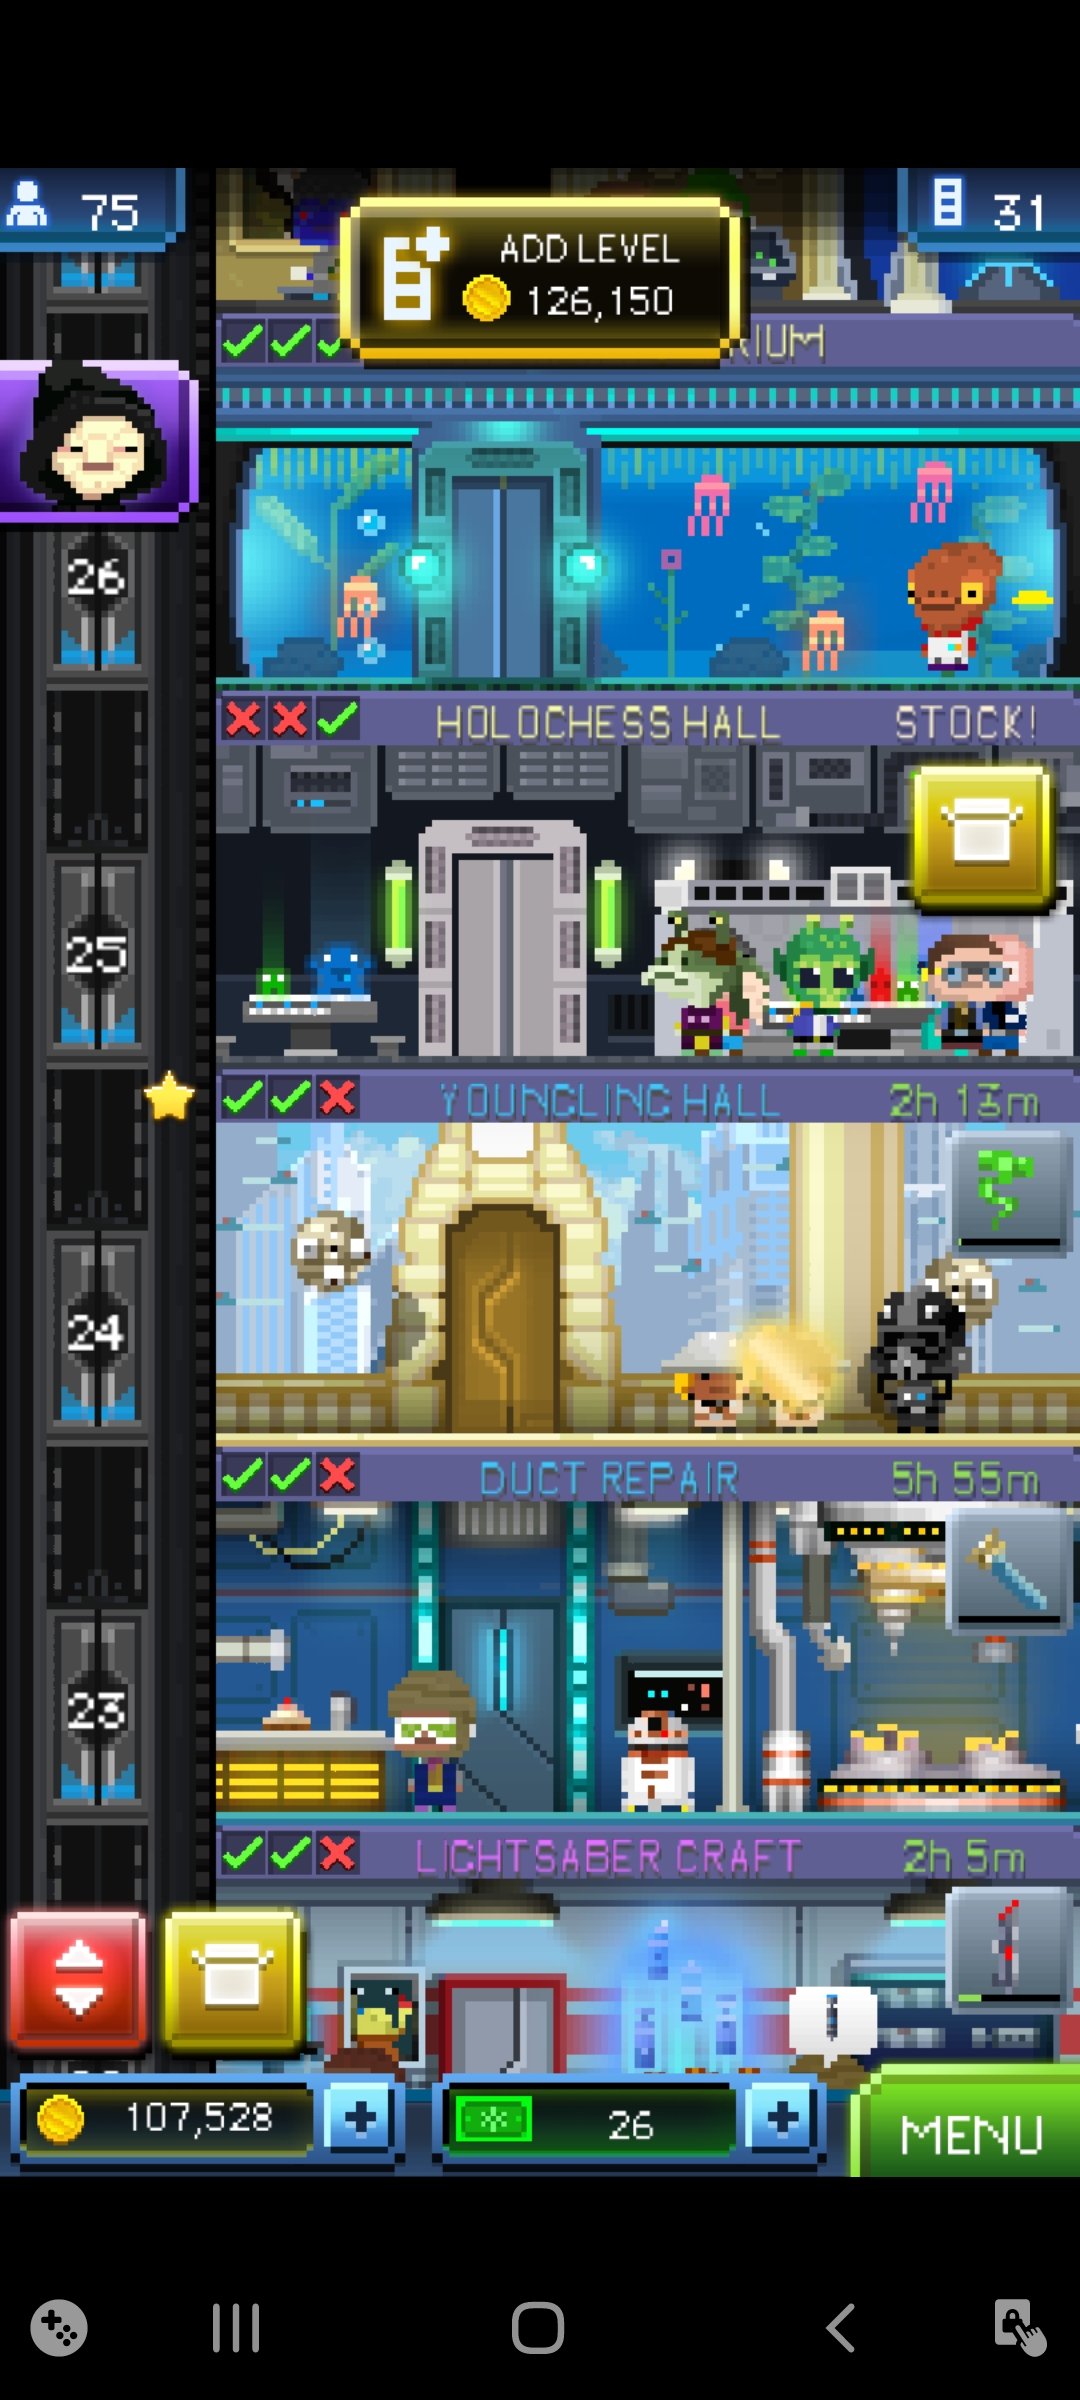 75
ADD LEVEL
126,150
31
RIUM
26
HOLOCHESS HALL STOCK!
25
YOUNGLING HALL 2h 13m
24
DUCT REPAIR 5h 55m
23
LIGHTSABER CRAFT 2h 5m
107,528
26
MENU